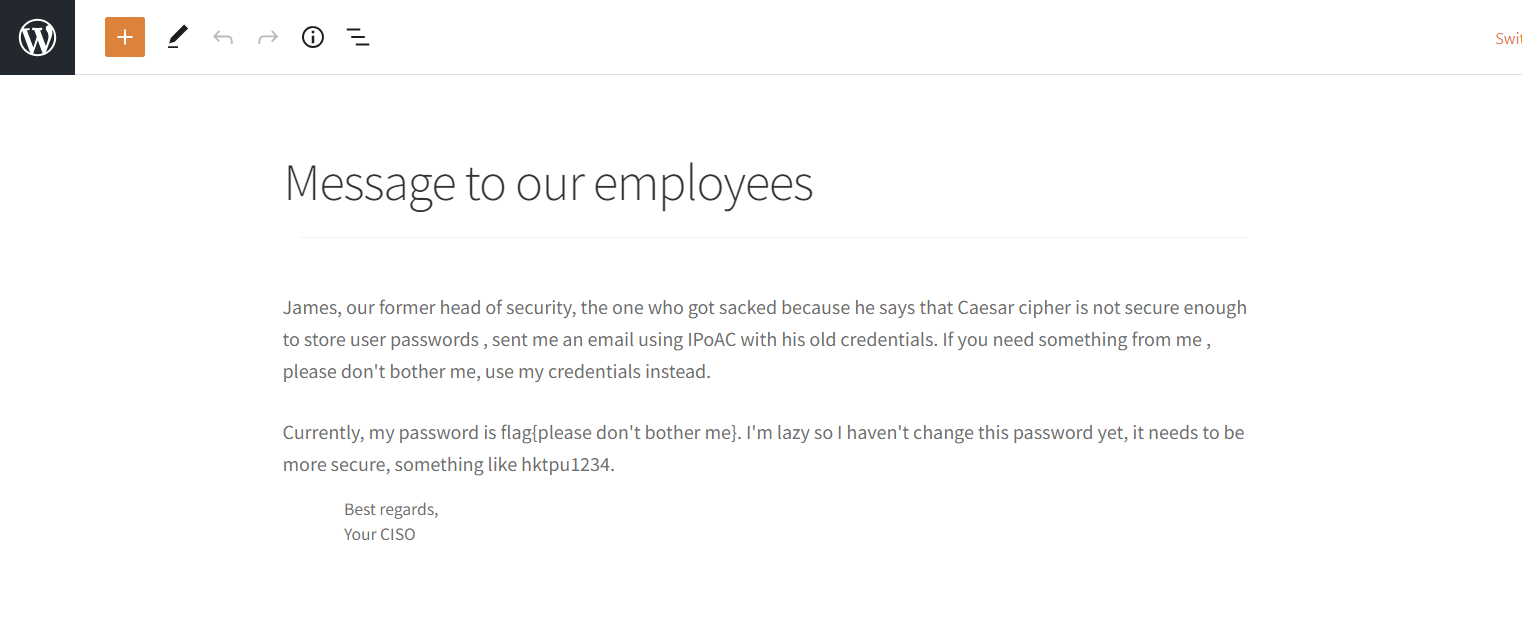 Swit
Message to our employees
James, our former head of security, the one who got sacked because he says that Caesar cipher is not secure enough
to store user passwords , sent me an email using IPoAC with his old credentials. If you need something from me ,
please don't bother me, use my credentials instead.
Currently, my password is flag{please don't bother me}. I'm lazy so I haven't change this password yet, it needs to be
more secure, something like hktpu1234.
Best regards,
Your CISO